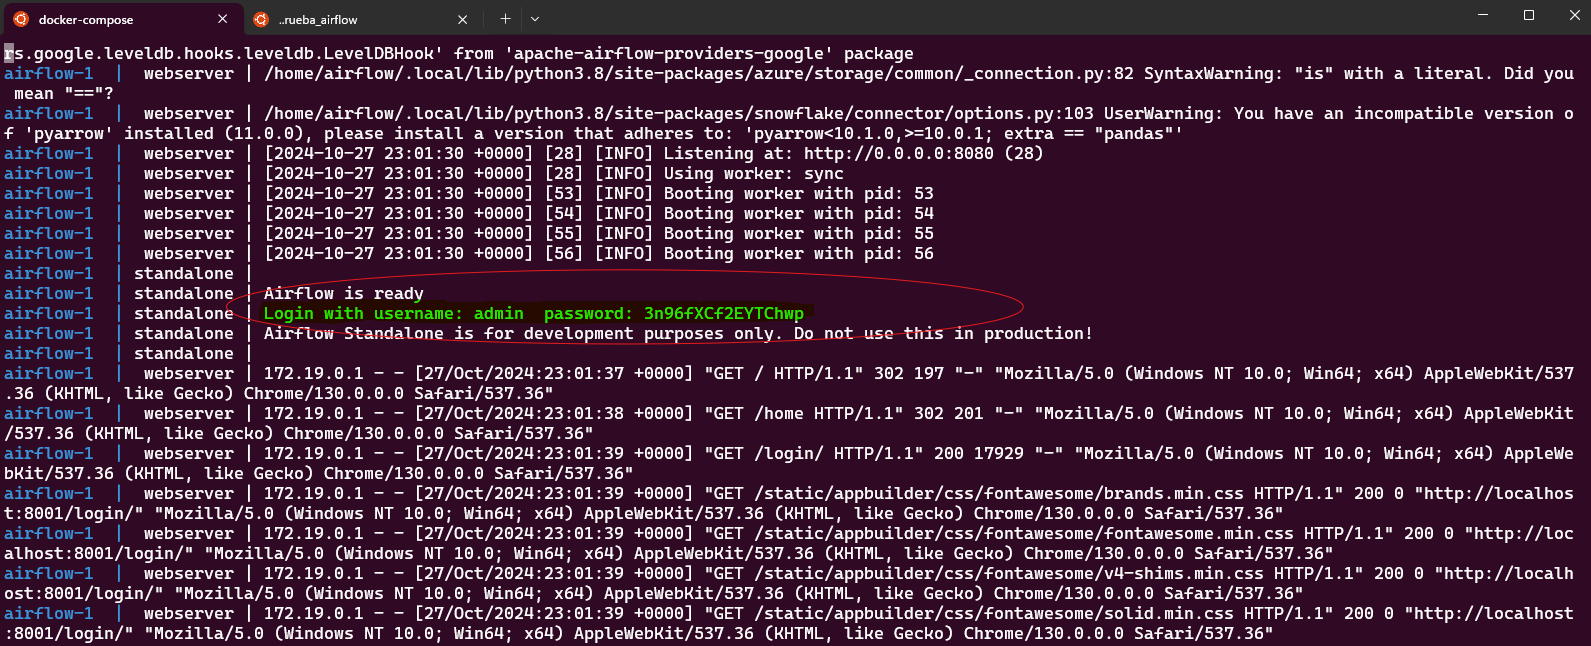 docker-compose
..rueba_airflow
rs.google.leveldb.hooks.leveldb.LevelDBHook' from 'apache-airflow-providers-google' package
airflow-1  |  webserver | /home/airflow/.local/lib/python3.8/site-packages/azure/storage/common/_connection.py:82 SyntaxWarning: "is" with a literal. Did you
 mean "=="?
airflow-1  |  webserver | /home/airflow/.local/lib/python3.8/site-packages/snowflake/connector/options.py:103 UserWarning: You have an incompatible version o
f 'pyarrow' installed (11.0.0), please install a version that adheres to: 'pyarrow<10.1.0,>=10.0.1; extra == "pandas"'
airflow-1  |  webserver | [2024-10-27 23:01:30 +0000] [28] [INFO] Listening at: http://0.0.0.0:8080 (28)
airflow-1  |  webserver | [2024-10-27 23:01:30 +0000] [28] [INFO] Using worker: sync
airflow-1  |  webserver | [2024-10-27 23:01:30 +0000] [53] [INFO] Booting worker with pid: 53
airflow-1  |  webserver | [2024-10-27 23:01:30 +0000] [54] [INFO] Booting worker with pid: 54
airflow-1  |  webserver | [2024-10-27 23:01:30 +0000] [55] [INFO] Booting worker with pid: 55
airflow-1  |  webserver | [2024-10-27 23:01:30 +0000] [56] [INFO] Booting worker with pid: 56
airflow-1  | standalone |
airflow-1  | standalone | Airflow is ready
airflow-1  | standalone | Login with username: admin  password: 3n96fXCf2EYTChwp
airflow-1  | standalone | Airflow Standalone is for development purposes only. Do not use this in production!
airflow-1  | standalone |
airflow-1  |  webserver | 172.19.0.1 - - [27/Oct/2024:23:01:37 +0000] "GET / HTTP/1.1" 302 197 "-" "Mozilla/5.0 (Windows NT 10.0; Win64; x64) AppleWebKit/537
.36 (KHTML, like Gecko) Chrome/130.0.0.0 Safari/537.36"
airflow-1  |  webserver | 172.19.0.1 - - [27/Oct/2024:23:01:38 +0000] "GET /home HTTP/1.1" 302 201 "-" "Mozilla/5.0 (Windows NT 10.0; Win64; x64) AppleWebKit
/537.36 (KHTML, like Gecko) Chrome/130.0.0.0 Safari/537.36"
airflow-1  |  webserver | 172.19.0.1 - - [27/Oct/2024:23:01:39 +0000] "GET /login/ HTTP/1.1" 200 17929 "-" "Mozilla/5.0 (Windows NT 10.0; Win64; x64) AppleWe
bKit/537.36 (KHTML, like Gecko) Chrome/130.0.0.0 Safari/537.36"
airflow-1  |  webserver | 172.19.0.1 - - [27/Oct/2024:23:01:39 +0000] "GET /static/appbuilder/css/fontawesome/brands.min.css HTTP/1.1" 200 0 "http://localhos
t:8001/login/" "Mozilla/5.0 (Windows NT 10.0; Win64; x64) AppleWebKit/537.36 (KHTML, like Gecko) Chrome/130.0.0.0 Safari/537.36"
airflow-1  |  webserver | 172.19.0.1 - - [27/Oct/2024:23:01:39 +0000] "GET /static/appbuilder/css/fontawesome/fontawesome.min.css HTTP/1.1" 200 0 "http://loc
alhost:8001/login/" "Mozilla/5.0 (Windows NT 10.0; Win64; x64) AppleWebKit/537.36 (KHTML, like Gecko) Chrome/130.0.0.0 Safari/537.36"
airflow-1  |  webserver | 172.19.0.1 - - [27/Oct/2024:23:01:39 +0000] "GET /static/appbuilder/css/fontawesome/v4-shims.min.css HTTP/1.1" 200 0 "http://localh
ost:8001/login/" "Mozilla/5.0 (Windows NT 10.0; Win64; x64) AppleWebKit/537.36 (KHTML, like Gecko) Chrome/130.0.0.0 Safari/537.36"
airflow-1  |  webserver | 172.19.0.1 - - [27/Oct/2024:23:01:39 +0000] "GET /static/appbuilder/css/fontawesome/solid.min.css HTTP/1.1" 200 0 "http://localhost
:8001/login/" "Mozilla/5.0 (Windows NT 10.0; Win64; x64) AppleWebKit/537.36 (KHTML, like Gecko) Chrome/130.0.0.0 Safari/537.36"